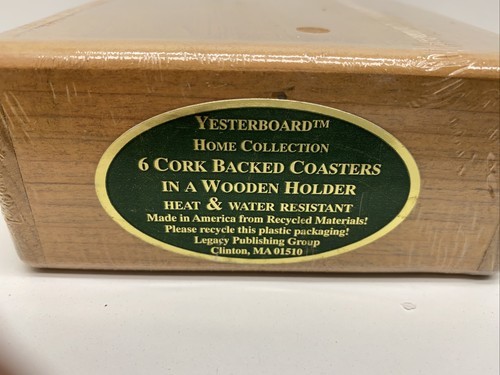 YESTERBOARD™
HOME COLLECTION
6 CORK BACKED COASTERS
IN A WOODEN HOLDER
HEAT & WATER RESISTANT
Made in America from Recycled Materials!
Please recycle this plastic packaging!
Legacy Publishing Group
Clinton, MA 01510